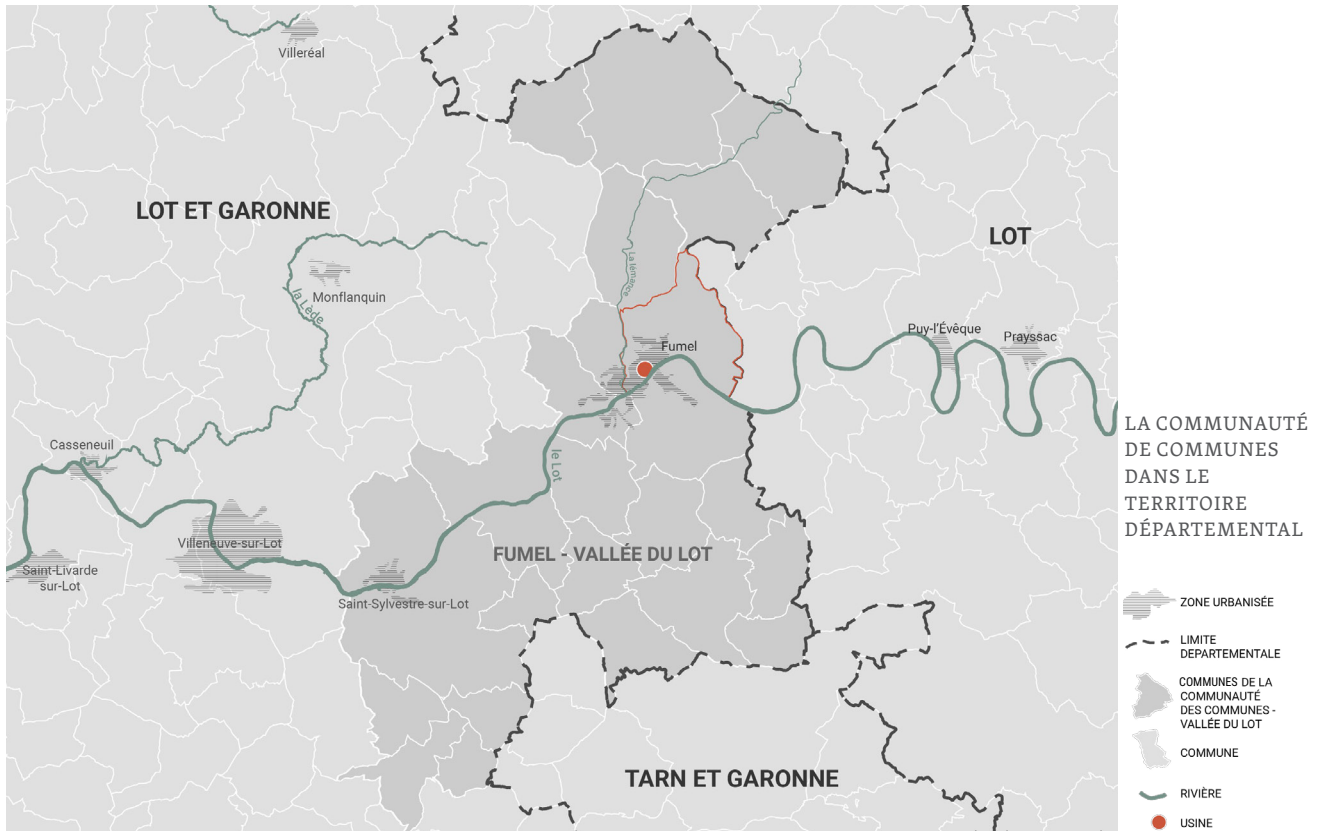 Villeréal
LOT ET GARONNE
LOT
La lémance
Monflanquin
la Lède
Fumel
Puy-l'Évêque
Prayssac
Casseneuil
le Lot
Villeneuve-sur-Lot
FUMEL - VALLÉE DU LOT
Saint-Livarde
sur-Lot
Saint-Sylvestre-sur-Lot
TARN ET GARONNE
LA COMMUNAUTÉ
DE COMMUNES
DANS LE
TERRITOIRE
DÉPARTEMENTAL
ZONE URBANISÉE
LIMITE
DEPARTEMENTALE
COMMUNES DE LA
COMMUNAUTÉ
DES COMMUNES -
VALLÉE DU LOT
COMMUNE
RIVIÈRE
USINE